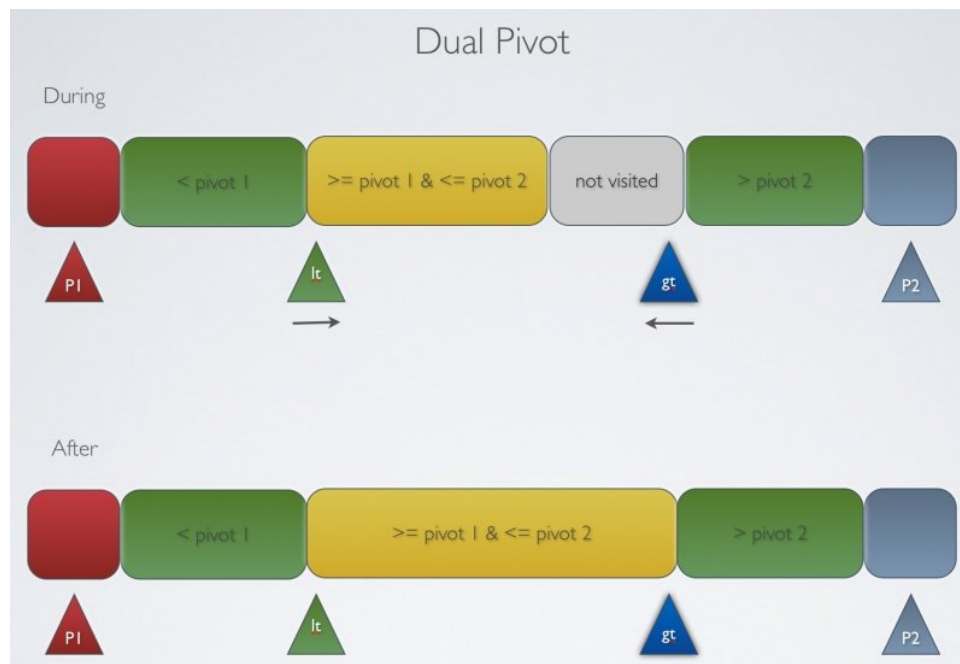 Dual Pivot
During
< pivot 1 >= pivot 1 & <= pivot 2 not visited > pivot 2
P1 lt gt P2
After
< pivot 1 >= pivot 1 & <= pivot 2 > pivot 2
P1 lt gt P2